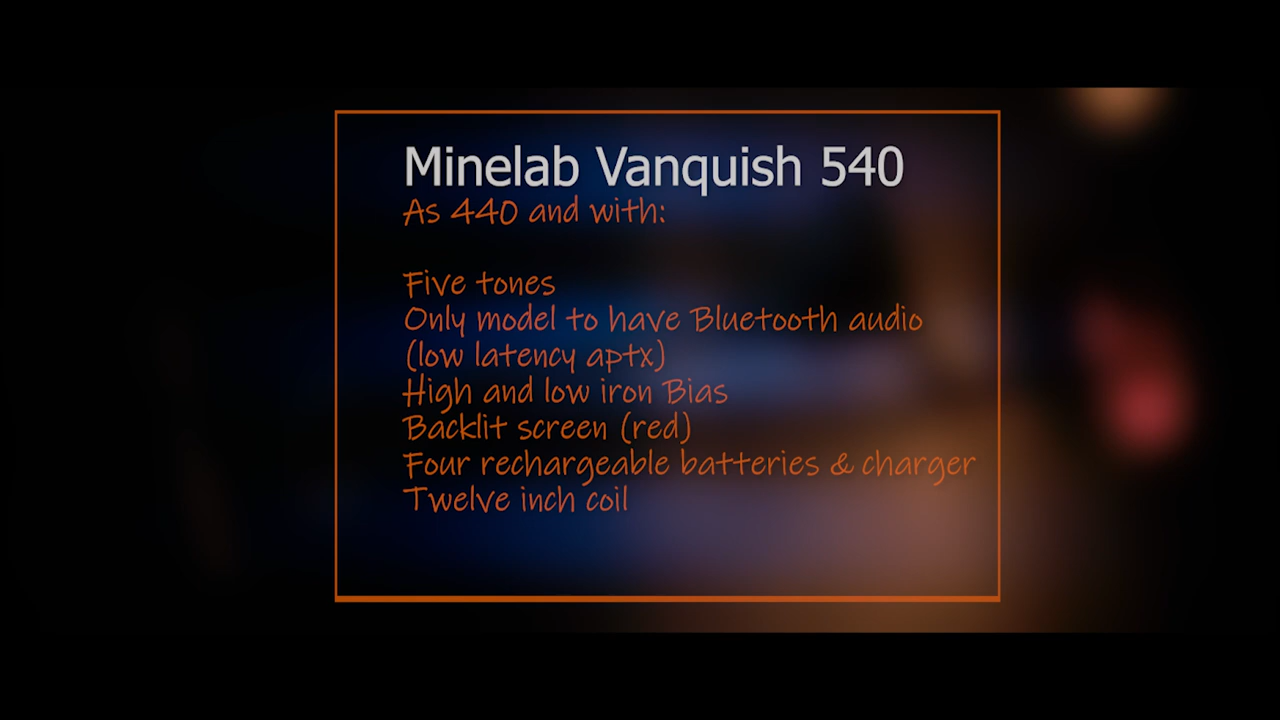 Minelab Vanquish 540
As 440 and with:
Five tones
Only model to have Bluetooth audio
(low latency aptx)
High and low iron Bias
Backlit screen (red)
Four rechargeable batteries & charger
Twelve inch coil